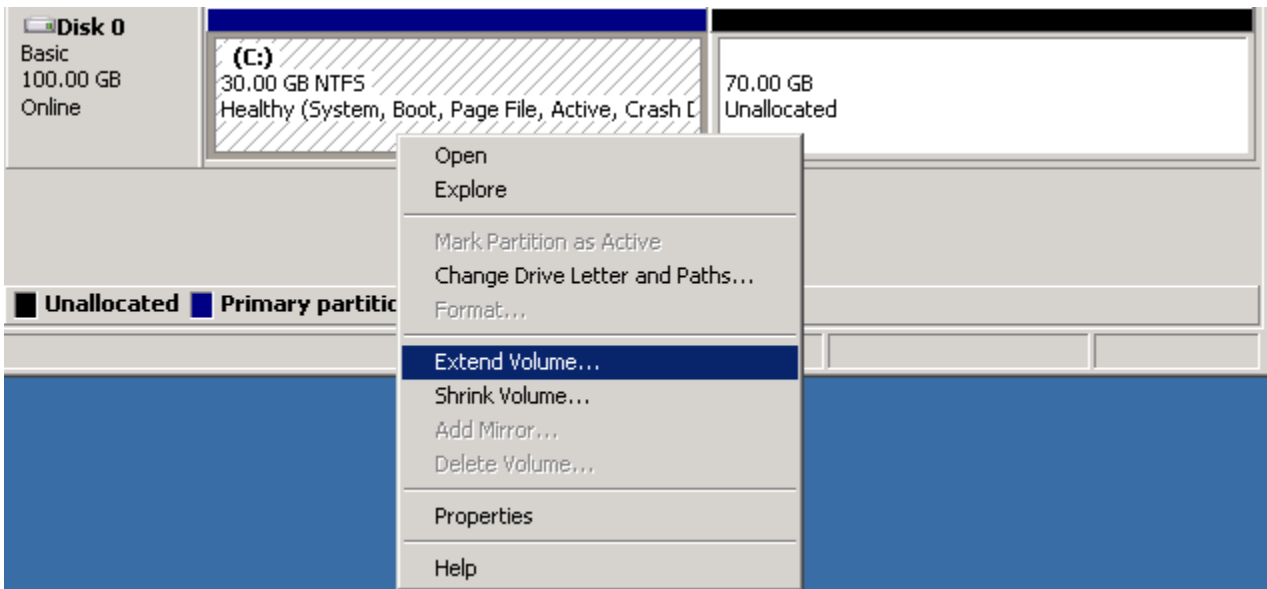 Disk 0
Basic
100.00 GB
Online
(C:)
30.00 GB NTFS
Healthy (System, Boot, Page File, Active, Crash
70.00 GB
Unallocated
Open
Explore
Mark Partition as Active
Change Drive Letter and Paths...
Format...
Unallocated
Primary
Extend Volume...
Shrink Volume...
Add Mirror...
Delete Volume...
Properties
Help